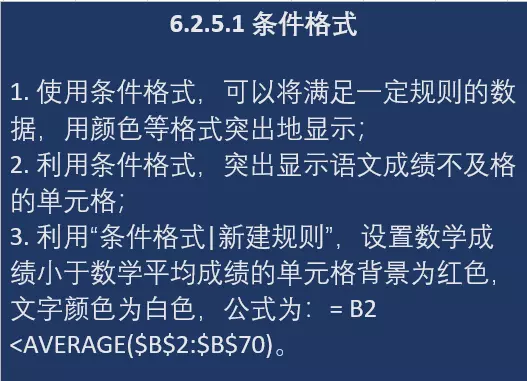 6.2.5.1 条件格式
1. 使用条件格式，可以将满足一定规则的数
据，用颜色等格式突出地显示；
2. 利用条件格式，突出显示语文成绩不及格
的单元格；
3. 利用“条件格式|新建规则”，设置数学成
绩小于数学平均成绩的单元格背景为红色，
文字颜色为白色，公式为：= B2
<AVERAGE($B$2:$B$70)。